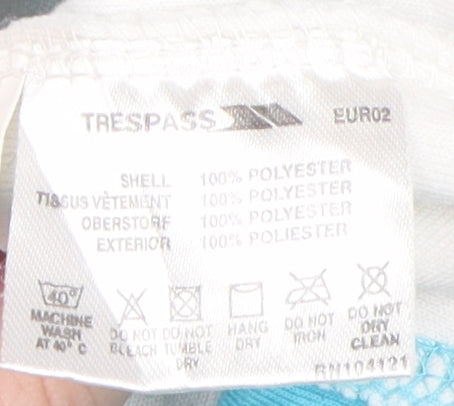 TRESPASS EUR02
SHELL 100% POLYESTER
TISSUS VÈTEMENT 100% POLYESTER
OBERSTORF 100% POLYESTER
EXTERIOR 100% POLIESTER
40°
MACHINE WASH AT 40° C
DO NOT BLEACH
DO NOT TUMBLE DRY
HANG DRY
DO NOT IRON
DO NOT DRY CLEAN
RN104121